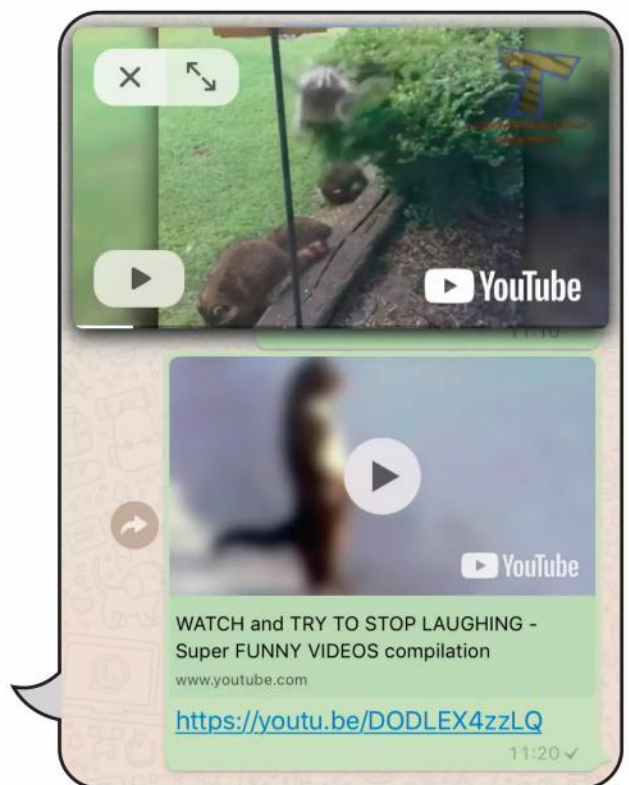 T
YouTube
11:10
YouTube
WATCH and TRY TO STOP LAUGHING -
Super FUNNY VIDEOS compilation
www.youtube.com
https://youtu.be/DODLEX4zzLQ
11:20